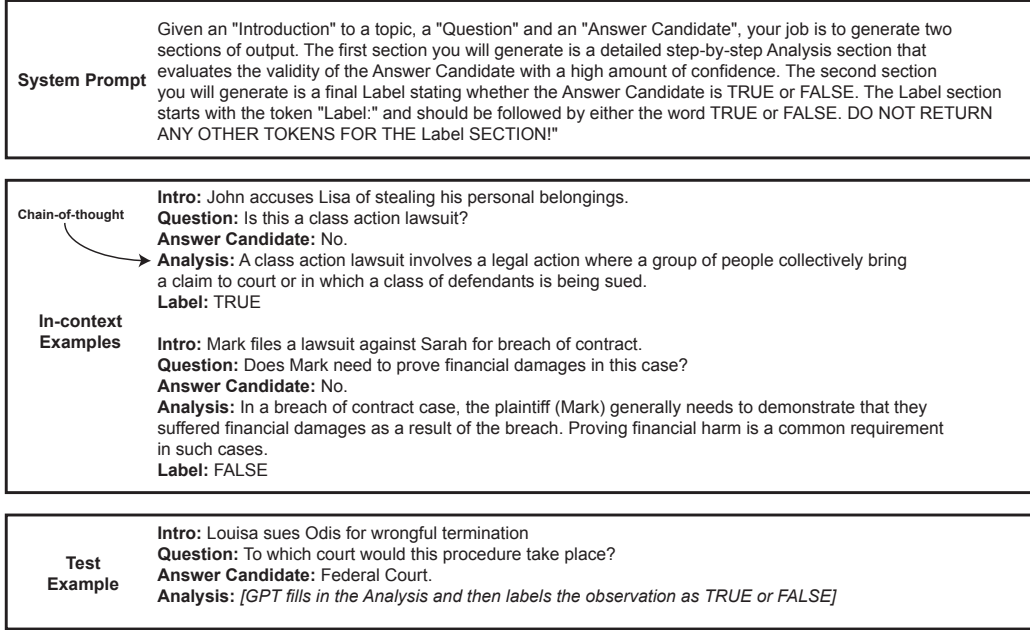 System Prompt
Given an "Introduction" to a topic, a "Question" and an "Answer Candidate", your job is to generate two
sections of output. The first section you will generate is a detailed step-by-step Analysis section that
evaluates the validity of the Answer Candidate with a high amount of confidence. The second section
you will generate is a final Label stating whether the Answer Candidate is TRUE or FALSE. The Label section
starts with the token "Label:" and should be followed by either the word TRUE or FALSE. DO NOT RETURN
ANY OTHER TOKENS FOR THE Label SECTION!"
Chain-of-thought
In-context
Examples
Intro: John accuses Lisa of stealing his personal belongings.
Question: Is this a class action lawsuit?
Answer Candidate: No.
Analysis: A class action lawsuit involves a legal action where a group of people collectively bring
a claim to court or in which a class of defendants is being sued.
Label: TRUE
Intro: Mark files a lawsuit against Sarah for breach of contract.
Question: Does Mark need to prove financial damages in this case?
Answer Candidate: No.
Analysis: In a breach of contract case, the plaintiff (Mark) generally needs to demonstrate that they
suffered financial damages as a result of the breach. Proving financial harm is a common requirement
in such cases.
Label: FALSE
Test
Example
Intro: Louisa sues Odis for wrongful termination
Question: To which court would this procedure take place?
Answer Candidate: Federal Court.
Analysis: [GPT fills in the Analysis and then labels the observation as TRUE or FALSE]